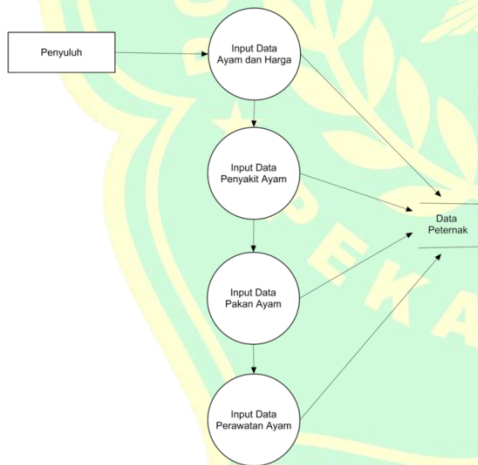 Penyuluh
Input Data
Ayam dan Harga
Input Data
Penyakit Ayam
Data
Peternak
Input Data
Pakan Ayam
Input Data
Perawatan Ayam
PEKA